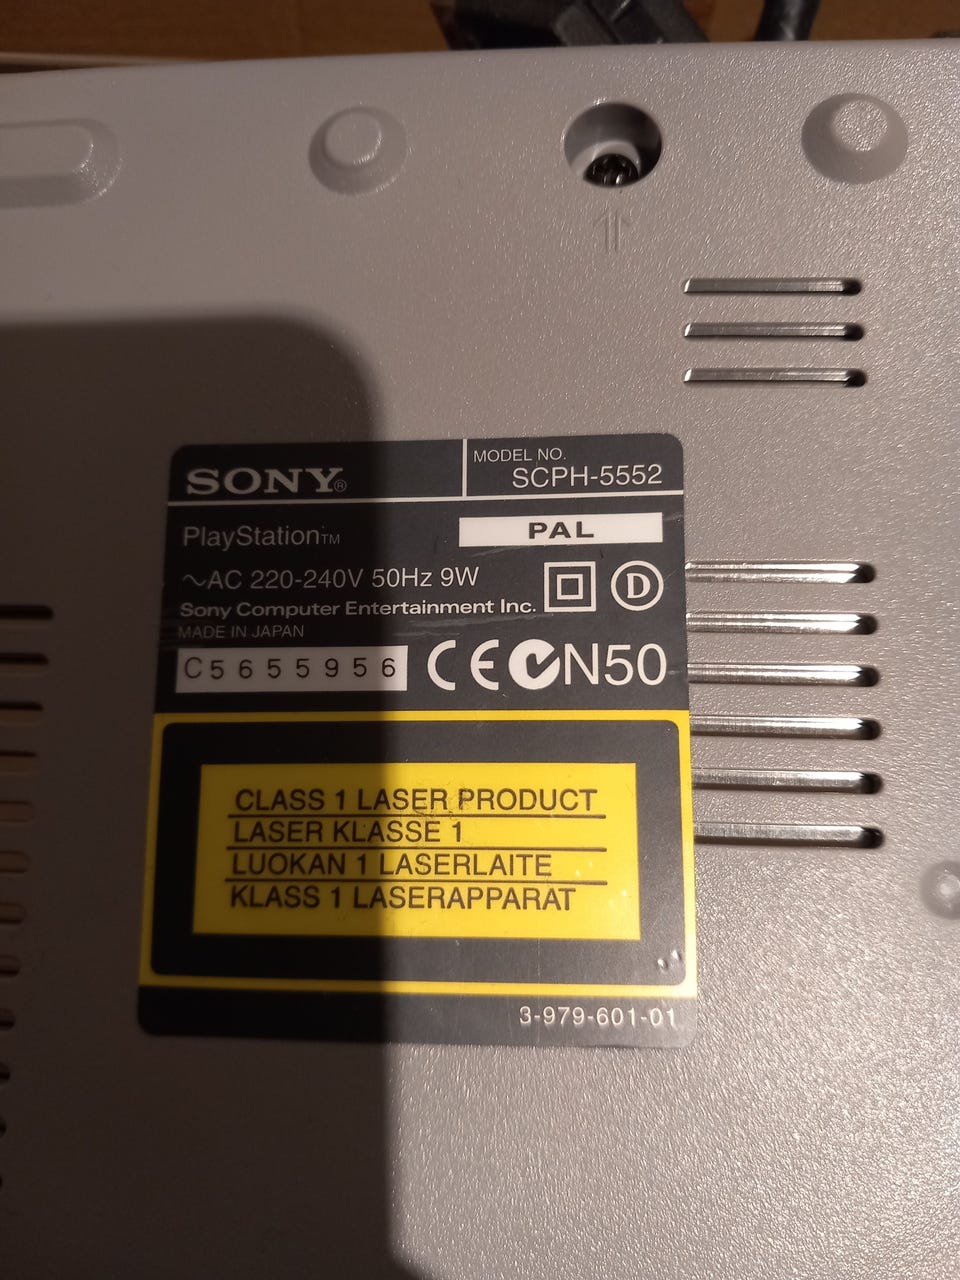 SONY®
MODEL NO.
SCPH-5552
PlayStation™
PAL
~AC 220-240V 50Hz 9W
Sony Computer Entertainment Inc.
D
MADE IN JAPAN
C5655956
CE N50
CLASS 1 LASER PRODUCT
LASER KLASSE 1
LUOKAN 1 LASERLAITE
KLASS 1 LASERAPPARAT
3-979-601-01